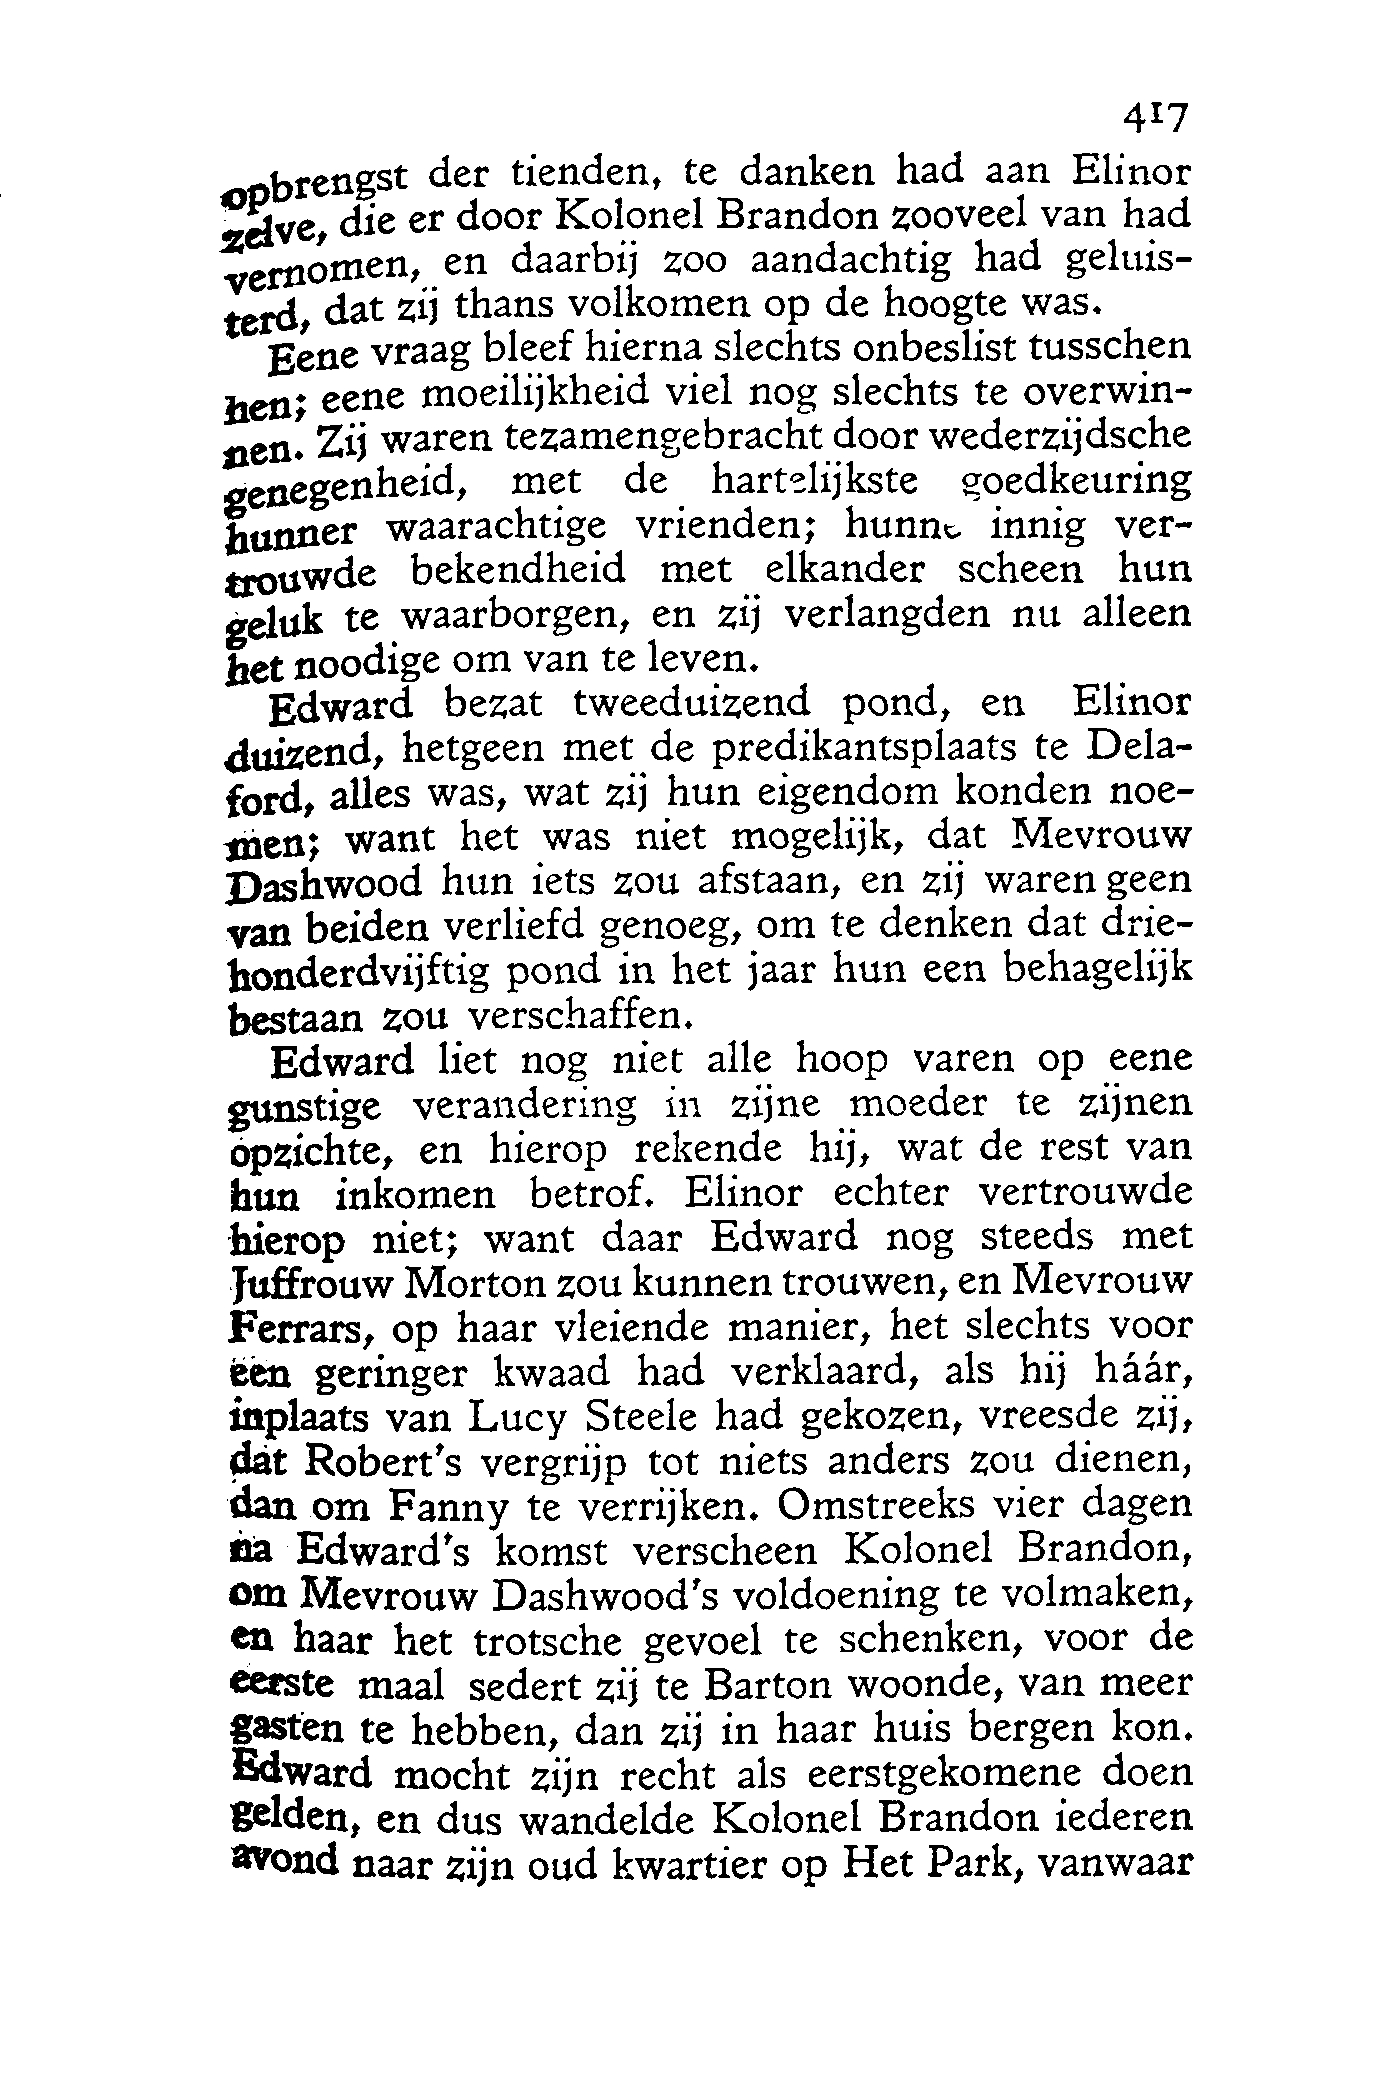 417
opbrengst der tienden, te danken had aan Elinor
zelve, die er door Kolonel Brandon zooveel van had
vernomen, en daarbij zoo aandachtig had geluis-
terd, dat zij thans volkomen op de hoogte was.
Eene vraag bleef hierna slechts onbeslist tusschen
hen; eene moeilijkheid viel nog slechts te overwin-
nen. Zij waren tezamengebracht door wederzijdsche
genegenheid, met de hartelijkste goedkeuring
hunner waarachtige vrienden; hunne innig ver-
trouwde bekendheid met elkander scheen hun
geluk te waarborgen, en zij verlangden nu alleen
het noodige om van te leven.
Edward bezat tweeduizend pond, en Elinor
duizend, hetgeen met de predikantsplaats te Dela-
ford, alles was, wat zij hun eigendom konden noe-
men; want het was niet mogelijk, dat Mevrouw
Dashwood hun iets zou afstaan, en zij waren geen
van beiden verliefd genoeg, om te denken dat drie-
honderdvijftig pond in het jaar hun een behagelijk
bestaan zou verschaffen.
Edward liet nog niet alle hoop varen op eene
gunstige verandering in zijne moeder te zijnen
opzichte, en hierop rekende hij, wat de rest van
hun inkomen betrof. Elinor echter vertrouwde
hierop niet; want daar Edward nog steeds met
Juffrouw Morton zou kunnen trouwen, en Mevrouw
Ferrars, op haar vleiende manier, het slechts voor
een geringer kwaad had verklaard, als hij háár,
inplaats van Lucy Steele had gekozen, vreesde zij,
dat Robert's vergrijp tot niets anders zou dienen,
dan om Fanny te verrijken. Omstreeks vier dagen
na Edward's komst verscheen Kolonel Brandon,
om Mevrouw Dashwood's voldoening te volmaken,
en haar het trotsche gevoel te schenken, voor de
eerste maal sedert zij te Barton woonde, van meer
gasten te hebben, dan zij in haar huis bergen kon.
Edward mocht zijn recht als eerstgekomene doen
gelden, en dus wandelde Kolonel Brandon iederen
avond naar zijn oud kwartier op Het Park, vanwaar